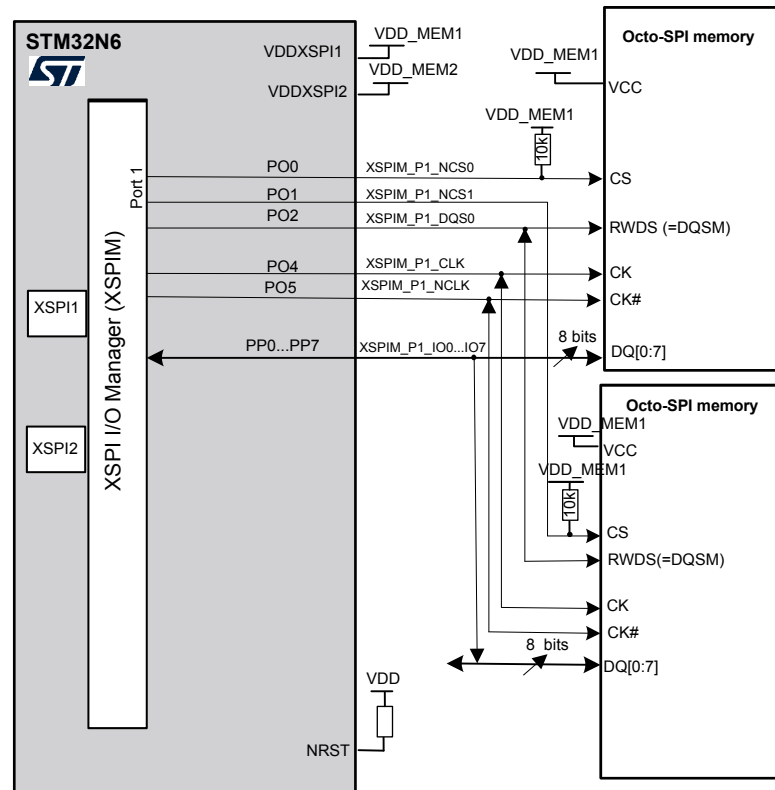 STM32N6
ST
VDDXSPI1
VDD_MEM1
VDDXSPI2
VDD_MEM2
Octo-SPI memory
VDD_MEM1
VCC
VDD_MEM1
10k
Port 1
PO0
XSPIM_P1_NCS0
CS
PO1
XSPIM_P1_NCS1
PO2
XSPIM_P1_DQS0
RWDS (=DQSM)
PO4
XSPIM_P1_CLK
CK
PO5
XSPIM_P1_NCLK
CK#
XSPI1
XSPI I/O Manager (XSPIM)
PP0...PP7
XSPIM_P1_IO0...IO7
8 bits
DQ[0:7]
XSPI2
Octo-SPI memory
VDD_MEM1
VCC
VDD_MEM1
10k
CS
RWDS(=DQSM)
CK
CK#
8 bits
DQ[0:7]
VDD
NRST